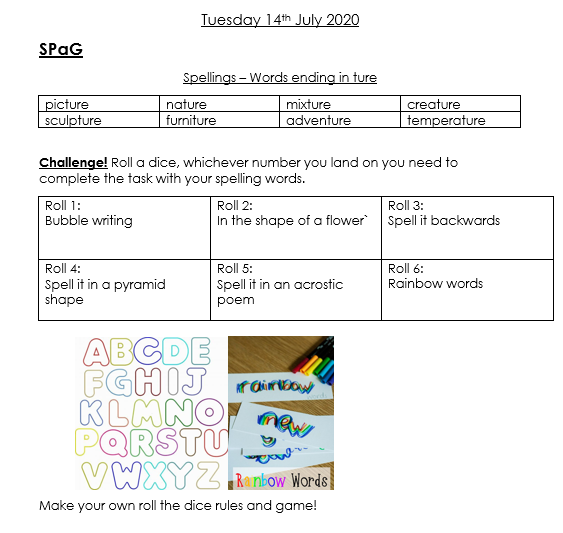 Tuesday 14th July 2020
SPaG
Spellings – Words ending in ture
picture nature mixture creature
sculpture furniture adventure temperature
Challenge! Roll a dice, whichever number you land on you need to
complete the task with your spelling words.
Roll 1: Roll 2: Roll 3:
Bubble writing In the shape of a flower` Spell it backwards
Roll 4: Roll 5: Roll 6:
Spell it in a pyramid Spell it in an acrostic Rainbow words
shape poem
ABCDE
FGHIJ
KLMNO
PQRSTU
VWXYZ
rainbow
new
Rainbow Words
Make your own roll the dice rules and game!